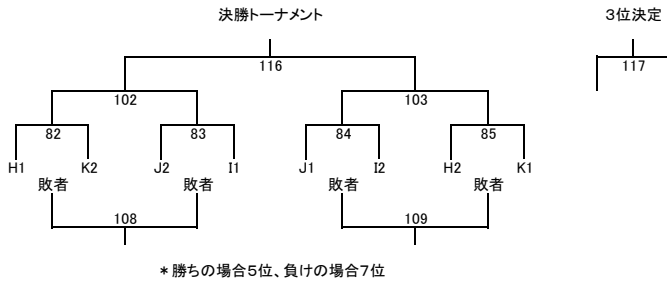 決勝トーナメント 3位決定
116 117
102 103
82 83 84 85
H1 K2 J2 I1 J1 I2 H2 K1
敗者 敗者 敗者 敗者
108 109
*勝ちの場合5位、負けの場合7位